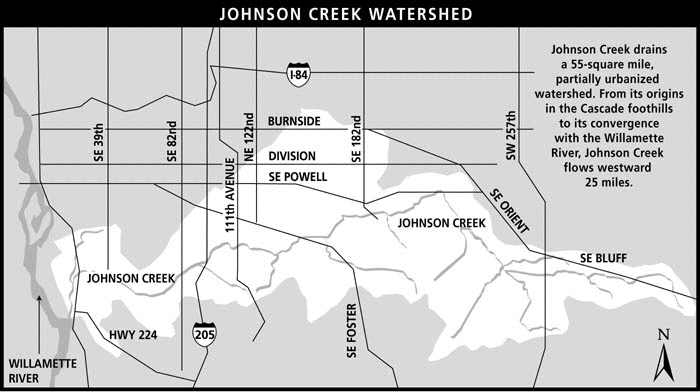 JOHNSON CREEK WATERSHED
Johnson Creek drains
a 55-square mile,
partially urbanized
watershed. From its origins
in the Cascade foothills
to its convergence
with the Willamette
River, Johnson Creek
flows westward
25 miles.
I-84
BURNSIDE
SE 39th
SE 82nd
NE 122nd
SE 182nd
SW 257th
DIVISION
SE POWELL
111th AVENUE
SE ORIENT
JOHNSON CREEK
SE BLUFF
JOHNSON CREEK
HWY 224
205
SE FOSTER
N
WILLAMETTE
RIVER